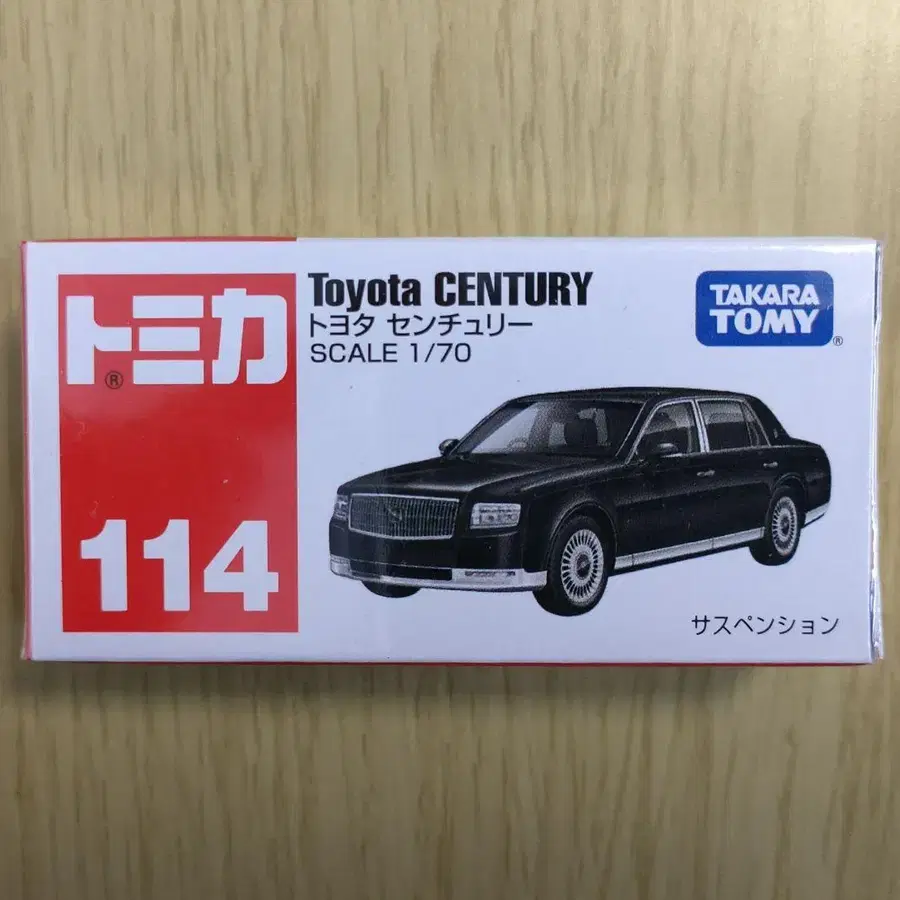 トミカ
®
114
Toyota CENTURY
トヨタ センチュリー
SCALE 1/70
TAKARA
TOMY
®
サスペンション